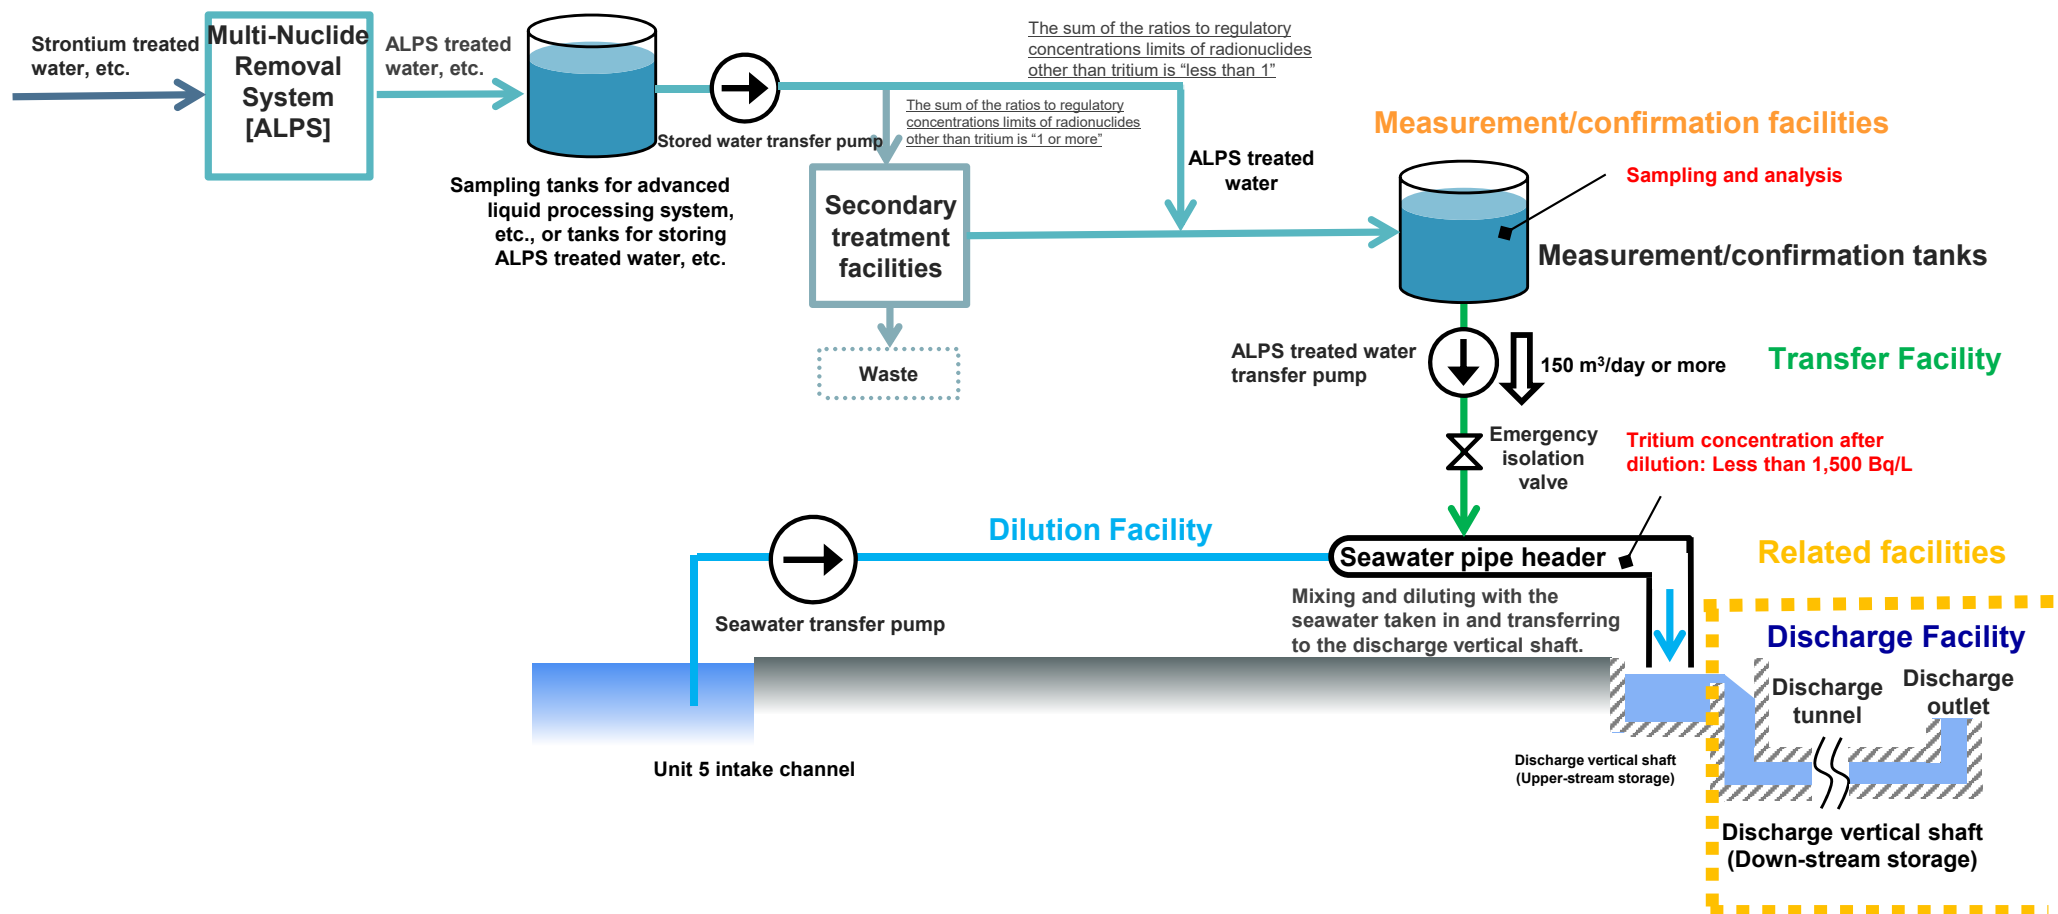 Strontium treated
water, etc.
Multi-Nuclide
Removal
System
[ALPS]
ALPS treated
water, etc.
Sampling tanks for advanced
liquid processing system,
etc., or tanks for storing
ALPS treated water, etc.
Stored water transfer pump
The sum of the ratios to regulatory
concentrations limits of radionuclides
other than tritium is “less than 1”
The sum of the ratios to regulatory
concentrations limits of radionuclides
other than tritium is “1 or more”
Secondary
treatment
facilities
Waste
ALPS treated
water
Measurement/confirmation facilities
Sampling and analysis
Measurement/confirmation tanks
ALPS treated water
transfer pump
150 m³/day or more
Transfer Facility
Emergency
isolation
valve
Tritium concentration after
dilution: Less than 1,500 Bq/L
Dilution Facility
Seawater pipe header
Seawater transfer pump
Mixing and diluting with the
seawater taken in and transferring
to the discharge vertical shaft.
Unit 5 intake channel
Related facilities
Discharge Facility
Discharge
tunnel
Discharge
outlet
Discharge vertical shaft
(Upper-stream storage)
Discharge vertical shaft
(Down-stream storage)